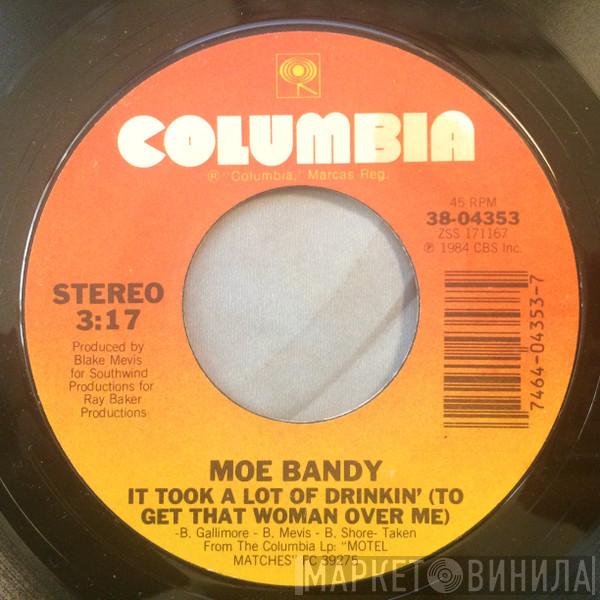 COLUMBIA
® "Columbia," Marcas Reg.
45 RPM
38-04353
ZSS 171167
℗ 1984 CBS Inc.
STEREO
3:17
Produced by
Blake Mevis
for Southwind
Productions for
Ray Baker
Productions
7464-04353-7
MOE BANDY
IT TOOK A LOT OF DRINKIN' (TO
GET THAT WOMAN OVER ME)
-B. Gallimore - B. Mevis - B. Shore- Taken
From The Columbia Lp: "MOTEL
MATCHES" FC 39275
МАРКЕТ ВИНИЛА